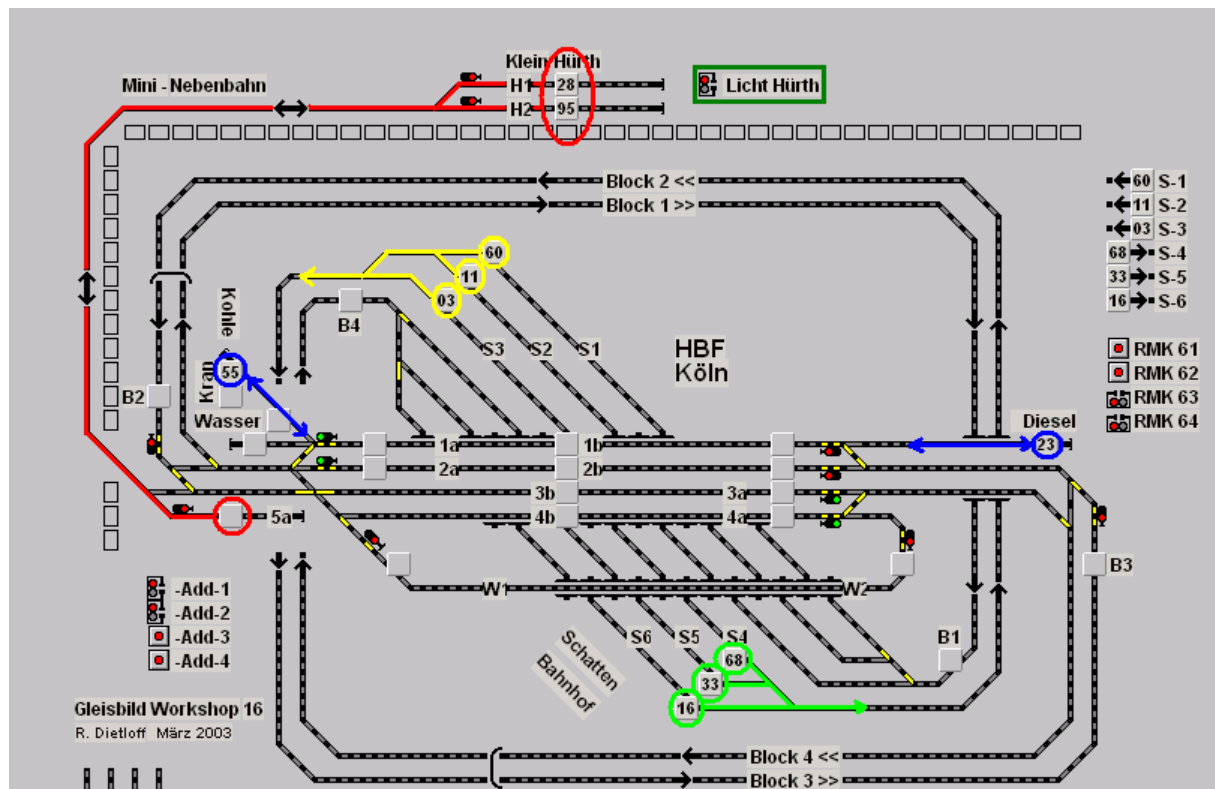 Klein Hürth
Mini - Nebenbahn
H1 28
H2 95
Licht Hürth
Block 2 <<
Block 1 >>
60 S-1
11 S-2
03 S-3
68 S-4
33 S-5
16 S-6
60
11
03
B4
S3 S2 S1
HBF
Köln
Kohle
Kran
55
B2
Wasser
RMK 61
RMK 62
RMK 63
RMK 64
Diesel
23
1a 1b
2a 2b
3b 3a
4b 4a
5a
W1 W2
B3
-Add-1
-Add-2
-Add-3
-Add-4
S6 S5 S4
B1
Schatten
Bahnhof
68
33
16
Gleisbild Workshop 16
R. Dietloff März 2003
Block 4 <<
Block 3 >>